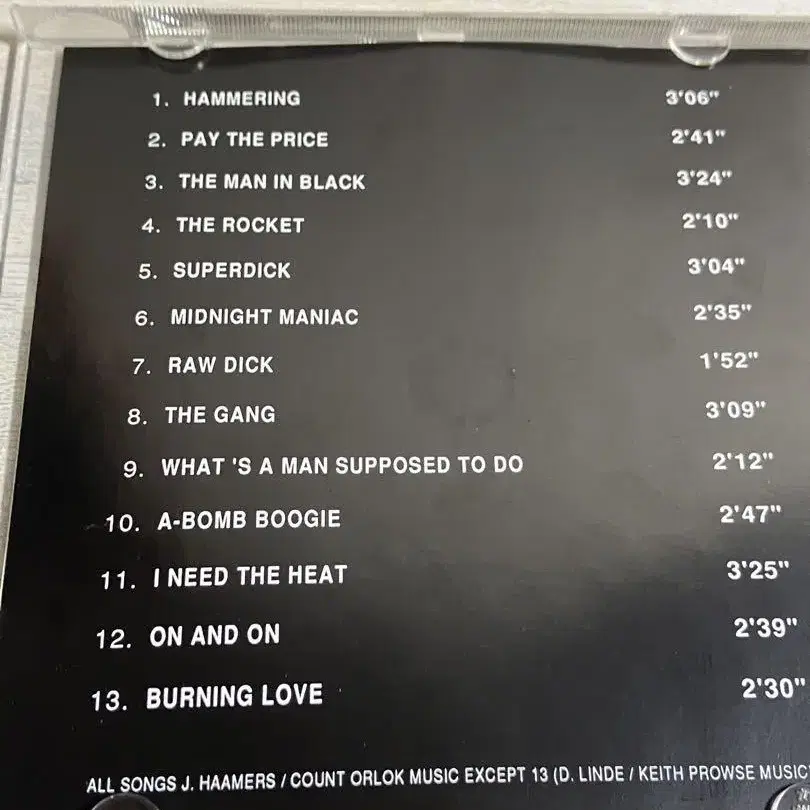 1. HAMMERING 3'06"
2. PAY THE PRICE 2'41"
3. THE MAN IN BLACK 3'24"
4. THE ROCKET 2'10"
5. SUPERDICK 3'04"
6. MIDNIGHT MANIAC 2'35"
7. RAW DICK 1'52"
8. THE GANG 3'09"
9. WHAT 'S A MAN SUPPOSED TO DO 2'12"
10. A-BOMB BOOGIE 2'47"
11. I NEED THE HEAT 3'25"
12. ON AND ON 2'39"
13. BURNING LOVE 2'30"
ALL SONGS J. HAAMERS / COUNT ORLOK MUSIC EXCEPT 13 (D. LINDE / KEITH PROWSE MUSIC